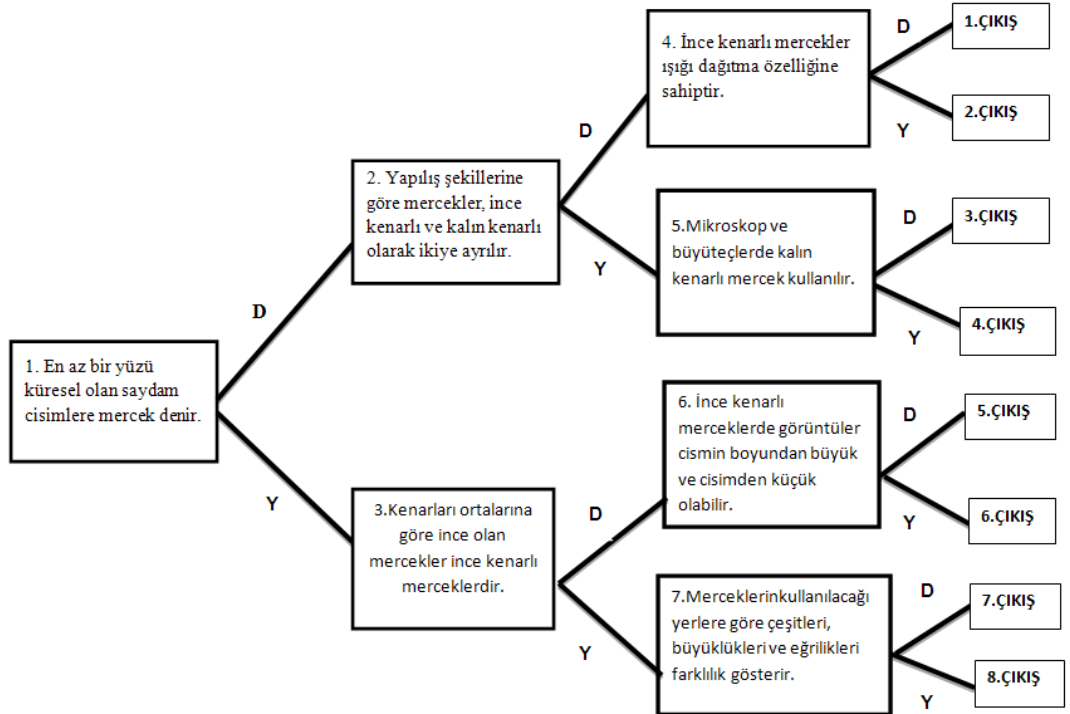 1. En az bir yüzü
küresel olan saydam
cisimlere mercek denir.
D
Y
2. Yapılış şekillerine
göre mercekler, ince
kenarlı ve kalın kenarlı
olarak ikiye ayrılır.
D
Y
3.Kenarları ortalarına
göre ince olan
mercekler ince kenarlı
merceklerdir.
D
Y
4. İnce kenarlı mercekler
ışığı dağıtma özelliğine
sahiptir.
D
Y
1.ÇIKIŞ
2.ÇIKIŞ
5.Mikroskop ve
büyüteçlerde kalın
kenarlı mercek kullanılır.
D
Y
3.ÇIKIŞ
4.ÇIKIŞ
6. İnce kenarlı
merceklerde görüntüler
cismin boyundan büyük
ve cisimden küçük
olabilir.
D
Y
5.ÇIKIŞ
6.ÇIKIŞ
7.Merceklerinkullanılacağı
yerlere göre çeşitleri,
büyüklükleri ve eğrilikleri
farklılık gösterir.
D
Y
7.ÇIKIŞ
8.ÇIKIŞ